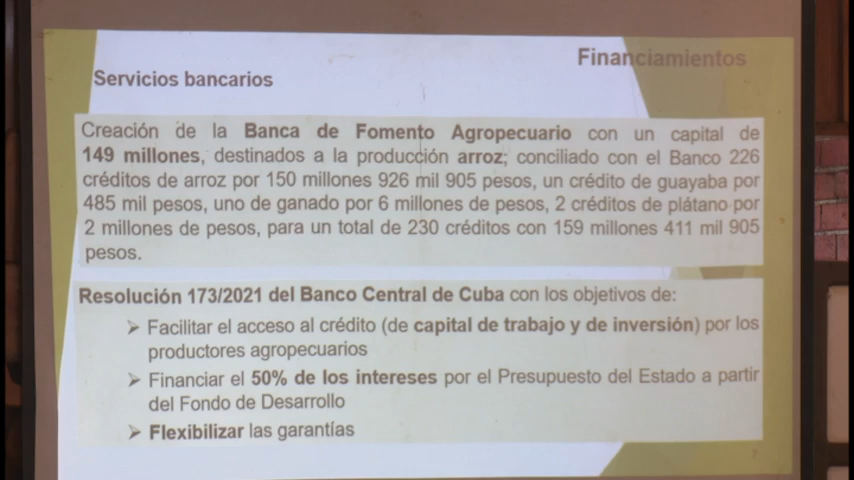 Financiamientos
Servicios bancarios
Creación de la Banca de Fomento Agropecuario con un capital de
149 millones, destinados a la producción arroz; conciliado con el Banco 226
créditos de arroz por 150 millones 926 mil 905 pesos, un crédito de guayaba por
485 mil pesos, uno de ganado por 6 millones de pesos, 2 créditos de plátano por
2 millones de pesos, para un total de 230 créditos con 159 millones 411 mil 905
pesos.
Resolución 173/2021 del Banco Central de Cuba con los objetivos de:
➢ Facilitar el acceso al crédito (de capital de trabajo y de inversión) por los
productores agropecuarios
➢ Financiar el 50% de los intereses por el Presupuesto del Estado a partir
del Fondo de Desarrollo
➢ Flexibilizar las garantías